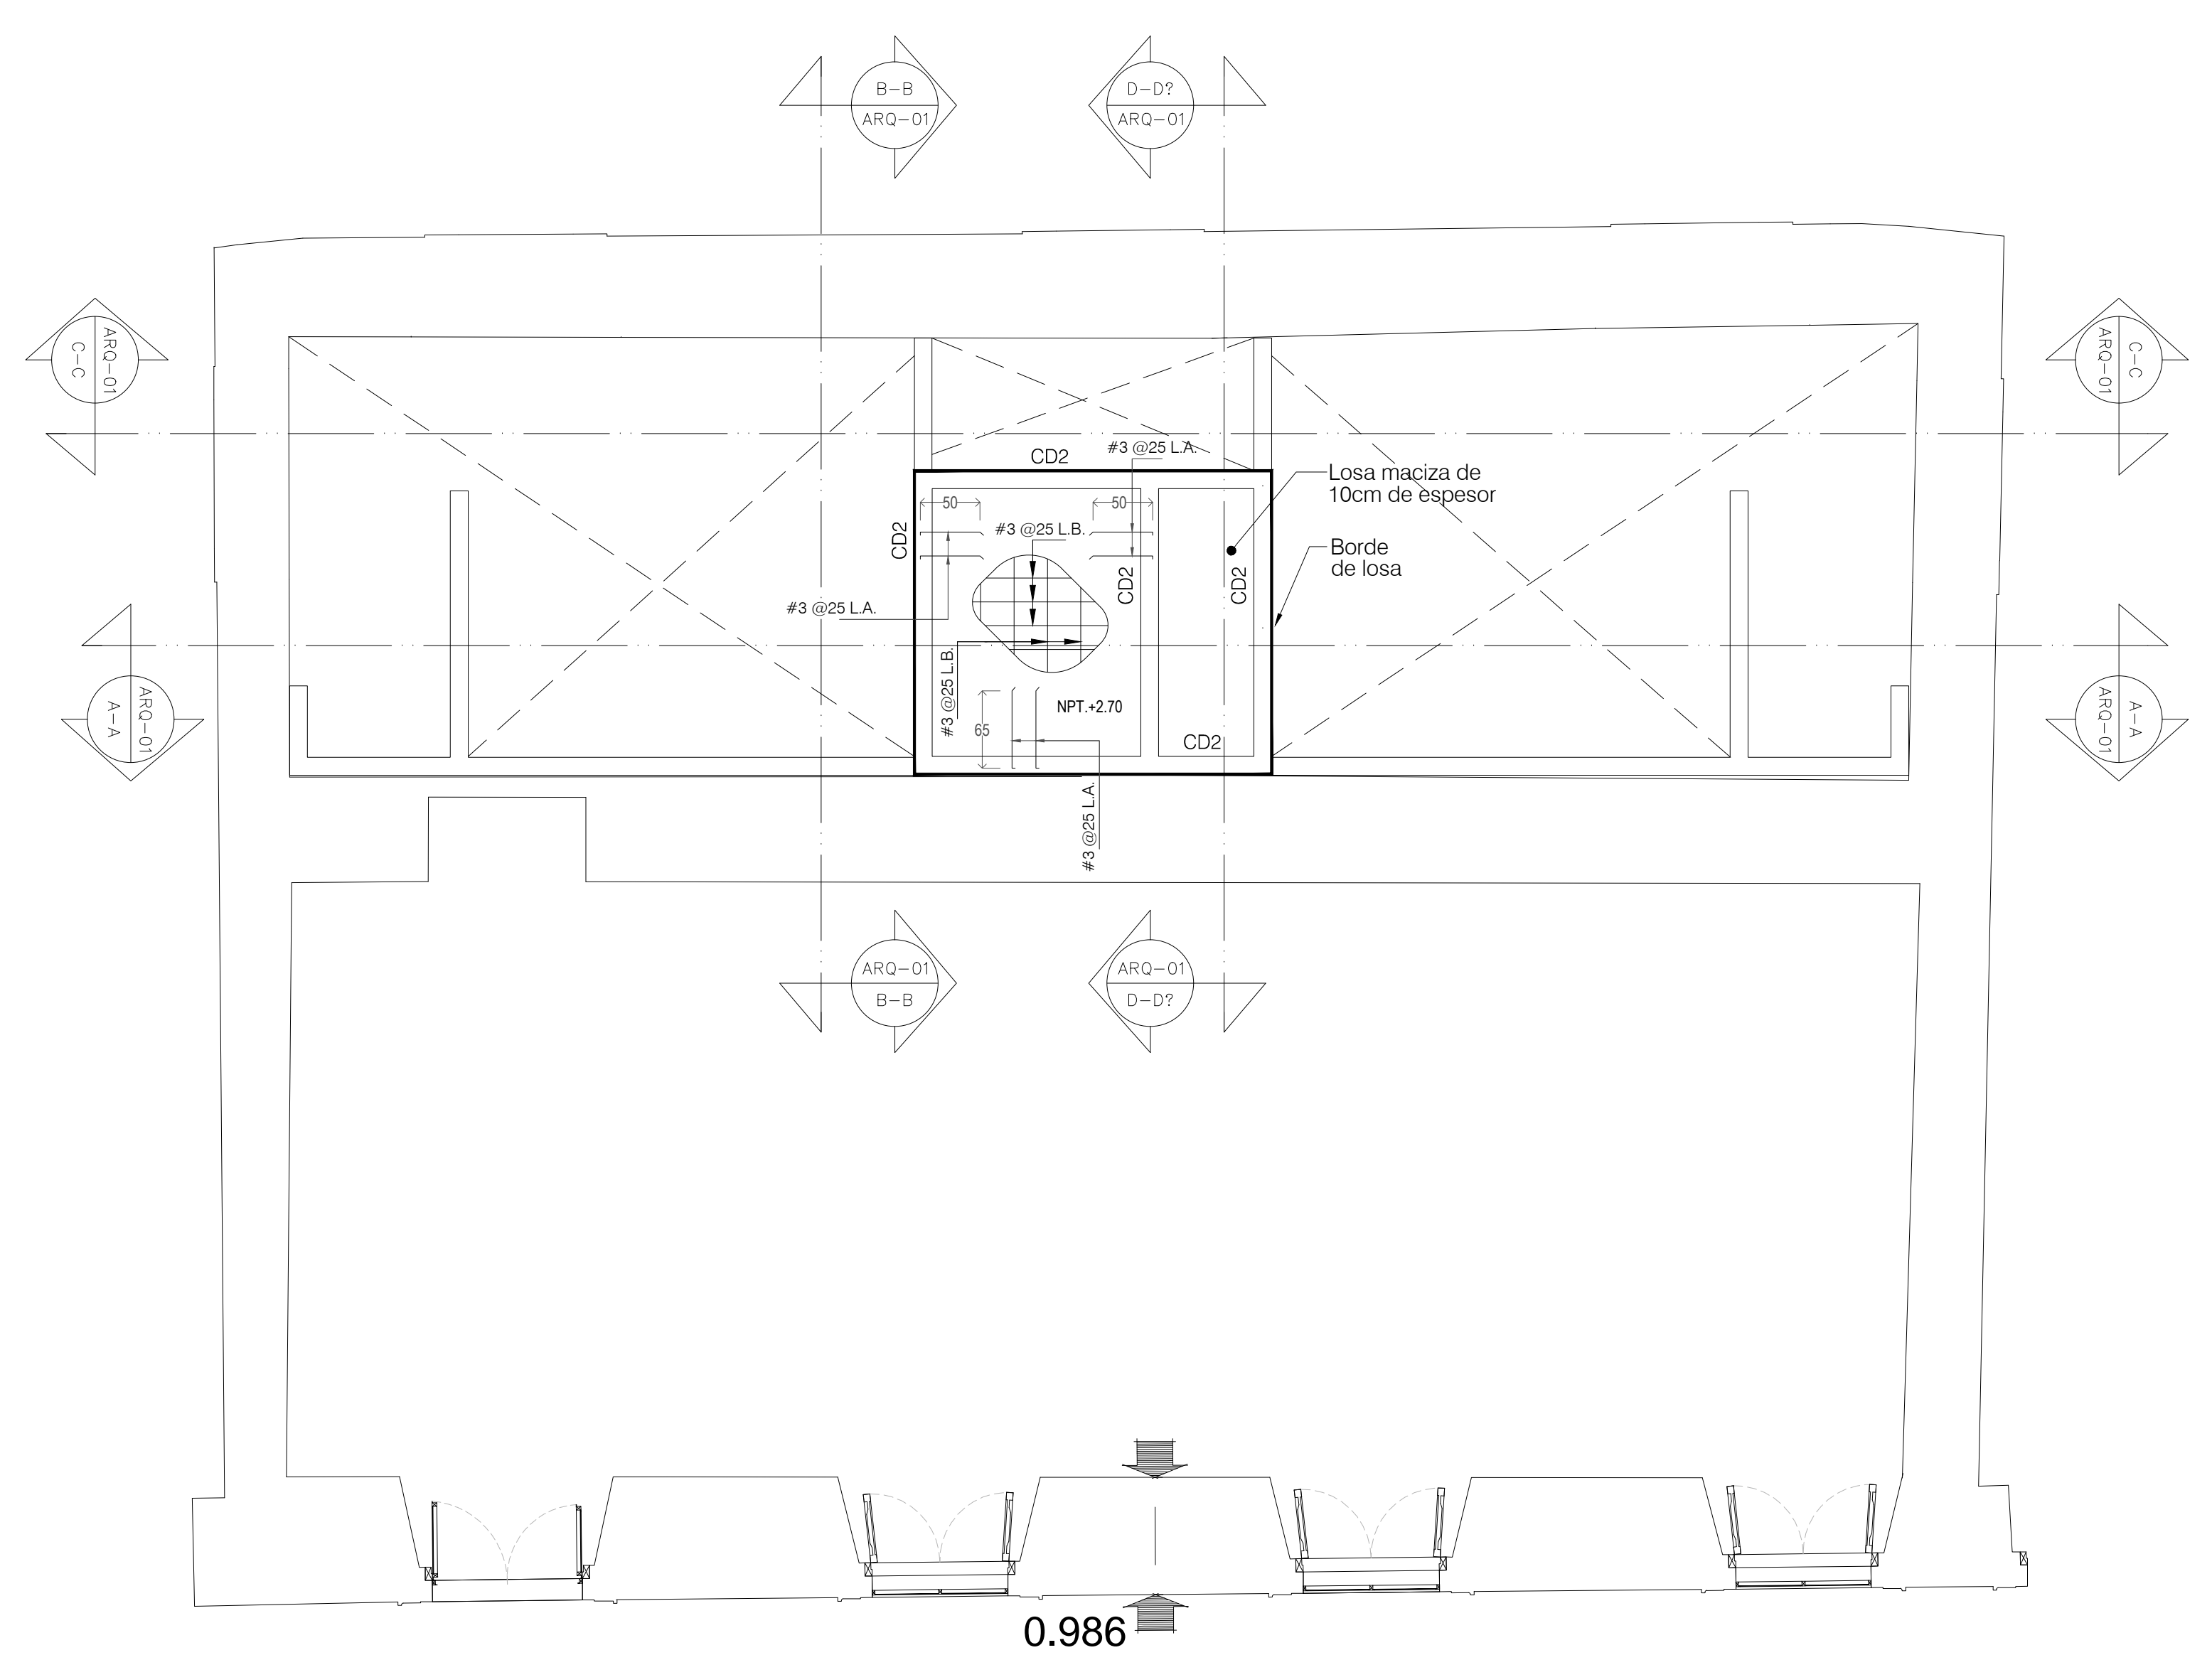 B-B
ARQ-01
D-D?
ARQ-01
ARQ-01
C-C
C-C
ARQ-01
CD2
#3 @25 L.A.
Losa maciza de
10cm de espesor
50
50
#3 @25 L.B.
CD2
Borde
de losa
CD2
CD2
#3 @25 L.A.
#3 @25 L.B.
ARQ-01
A-A
A-A
ARQ-01
NPT.+2.70
65
CD2
#3 @25 L.A.
ARQ-01
B-B
ARQ-01
D-D?
0.986